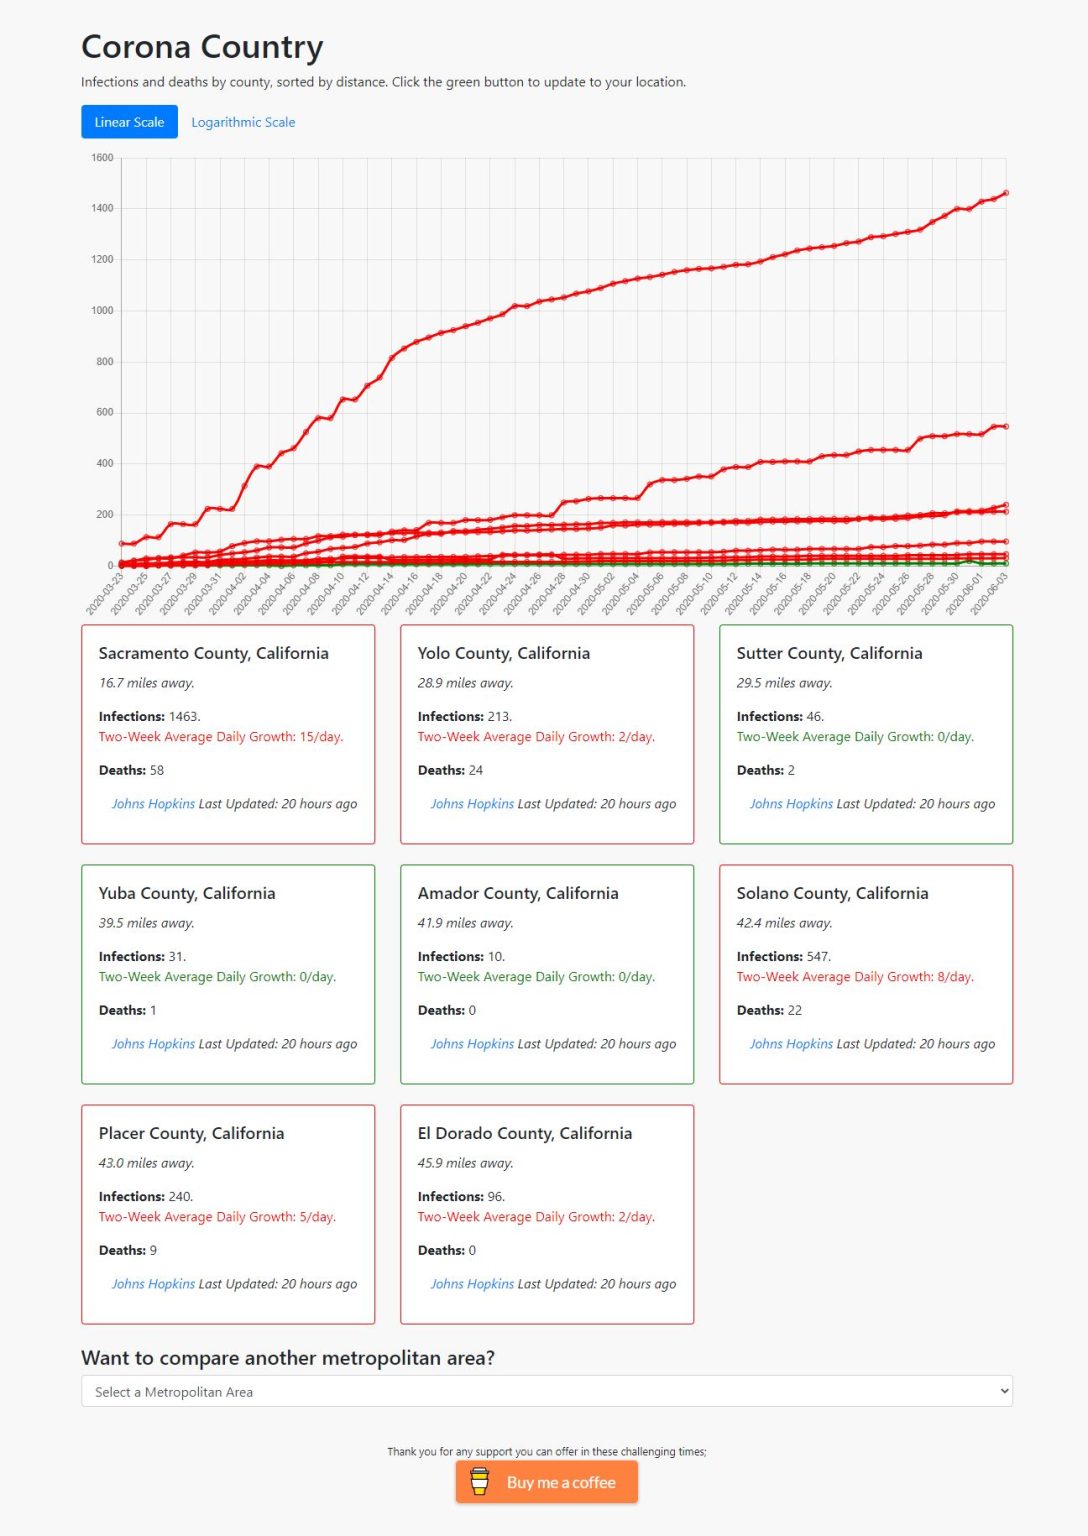 Corona Country
Infections and deaths by county, sorted by distance. Click the green button to update to your location.
Linear Scale Logarithmic Scale
1600
1400
1200
1000
800
600
400
200
0
2020-03-23 2020-03-25 2020-03-27 2020-03-29 2020-03-31 2020-04-02 2020-04-04 2020-04-06 2020-04-08 2020-04-10 2020-04-12 2020-04-14 2020-04-16 2020-04-18 2020-04-20 2020-04-22 2020-04-24 2020-04-26 2020-04-28 2020-04-30 2020-05-02 2020-05-04 2020-05-06 2020-05-08 2020-05-10 2020-05-12 2020-05-14 2020-05-16 2020-05-18 2020-05-20 2020-05-22 2020-05-24 2020-05-26 2020-05-28 2020-05-30 2020-06-01 2020-06-03
Sacramento County, California
16.7 miles away.
Infections: 1463.
Two-Week Average Daily Growth: 15/day.
Deaths: 58
Johns Hopkins Last Updated: 20 hours ago
Yolo County, California
28.9 miles away.
Infections: 213.
Two-Week Average Daily Growth: 2/day.
Deaths: 24
Johns Hopkins Last Updated: 20 hours ago
Sutter County, California
29.5 miles away.
Infections: 46.
Two-Week Average Daily Growth: 0/day.
Deaths: 2
Johns Hopkins Last Updated: 20 hours ago
Yuba County, California
39.5 miles away.
Infections: 31.
Two-Week Average Daily Growth: 0/day.
Deaths: 1
Johns Hopkins Last Updated: 20 hours ago
Amador County, California
41.9 miles away.
Infections: 10.
Two-Week Average Daily Growth: 0/day.
Deaths: 0
Johns Hopkins Last Updated: 20 hours ago
Solano County, California
42.4 miles away.
Infections: 547.
Two-Week Average Daily Growth: 8/day.
Deaths: 22
Johns Hopkins Last Updated: 20 hours ago
Placer County, California
43.0 miles away.
Infections: 240.
Two-Week Average Daily Growth: 5/day.
Deaths: 9
Johns Hopkins Last Updated: 20 hours ago
El Dorado County, California
45.9 miles away.
Infections: 96.
Two-Week Average Daily Growth: 2/day.
Deaths: 0
Johns Hopkins Last Updated: 20 hours ago
Want to compare another metropolitan area?
Select a Metropolitan Area
Thank you for any support you can offer in these challenging times;
Buy me a coffee